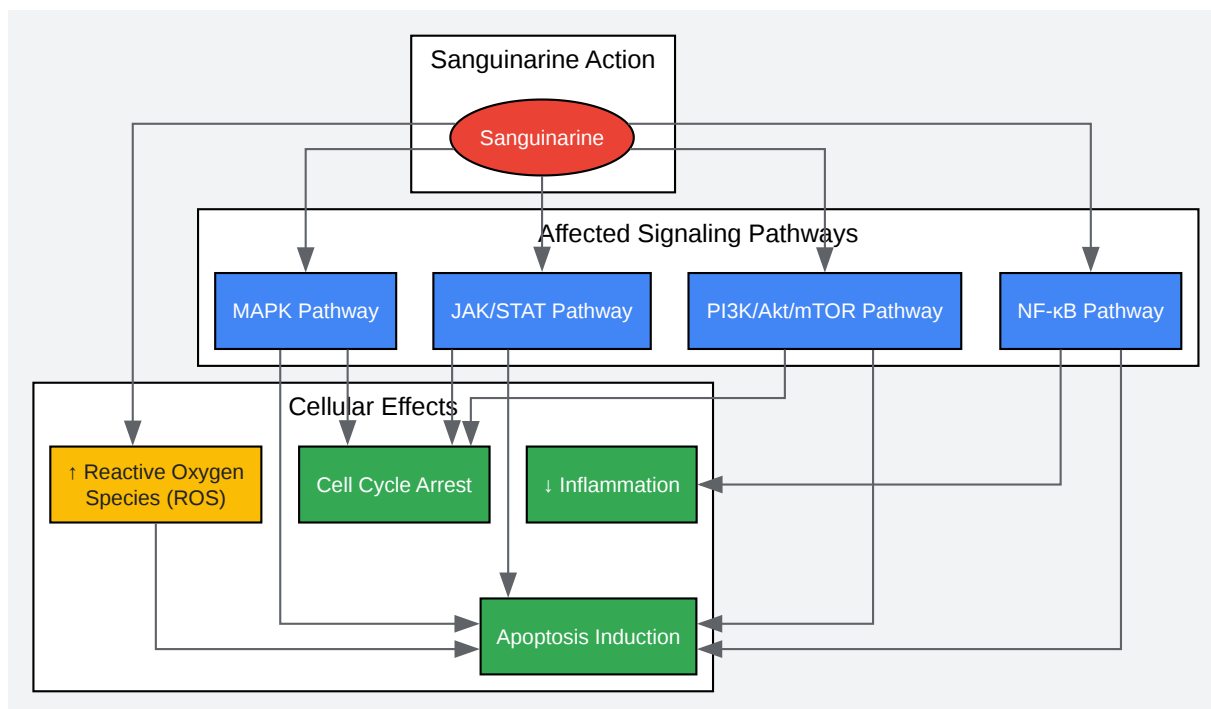 Sanguinarine Action
Sanguinarine
Affected Signaling Pathways
MAPK Pathway
JAK/STAT Pathway
PI3K/Akt/mTOR Pathway
NF-κB Pathway
Cellular Effects
↑ Reactive Oxygen
Species (ROS)
Cell Cycle Arrest
↓ Inflammation
Apoptosis Induction